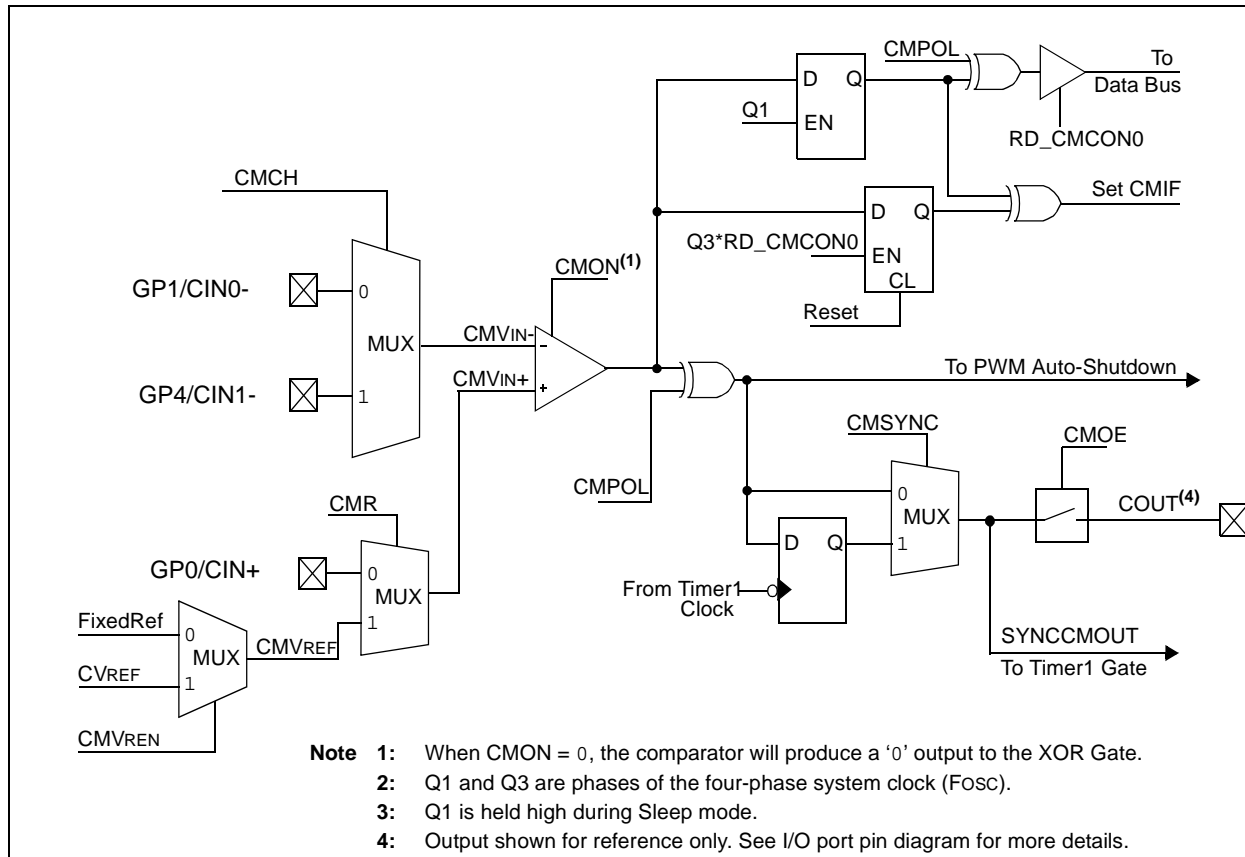 CMPOL
To
Data Bus
D Q
Q1
EN
RD_CMCON0
CMCH
Set CMIF
D Q
Q3*RD_CMCON0
EN
CL
CMON(1)
GP1/CIN0-
0
Reset
MUX
CMVIN-
-
To PWM Auto-Shutdown
CMVIN+
+
GP4/CIN1-
1
CMSYNC
CMOE
CMPOL
CMR
0
COUT(4)
MUX
D Q
1
GP0/CIN+
0
MUX
From Timer1
Clock
FixedRef
0
1
CMVREF
MUX
SYNCCMOUT
To Timer1 Gate
CVREF
1
CMVREN
Note 1: When CMON = 0, the comparator will produce a ‘0’ output to the XOR Gate.
2: Q1 and Q3 are phases of the four-phase system clock (FOSC).
3: Q1 is held high during Sleep mode.
4: Output shown for reference only. See I/O port pin diagram for more details.